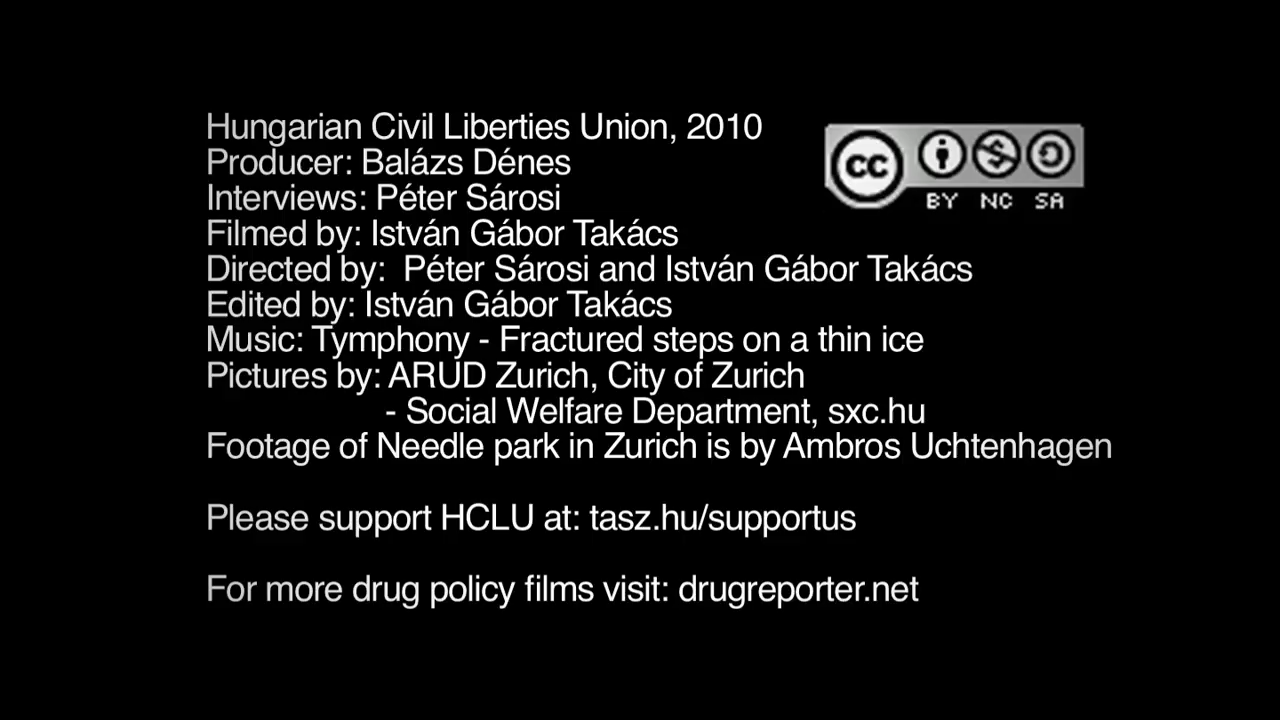 Hungarian Civil Liberties Union, 2010
Producer: Balázs Dénes
Interviews: Péter Sárosi
Filmed by: István Gábor Takács
Directed by:  Péter Sárosi and István Gábor Takács
Edited by: István Gábor Takács
Music: Tymphony - Fractured steps on a thin ice
Pictures by: ARUD Zurich, City of Zurich
- Social Welfare Department, sxc.hu
Footage of Needle park in Zurich is by Ambros Uchtenhagen
Please support HCLU at: tasz.hu/supportus
For more drug policy films visit: drugreporter.net
cc
BY NC SA